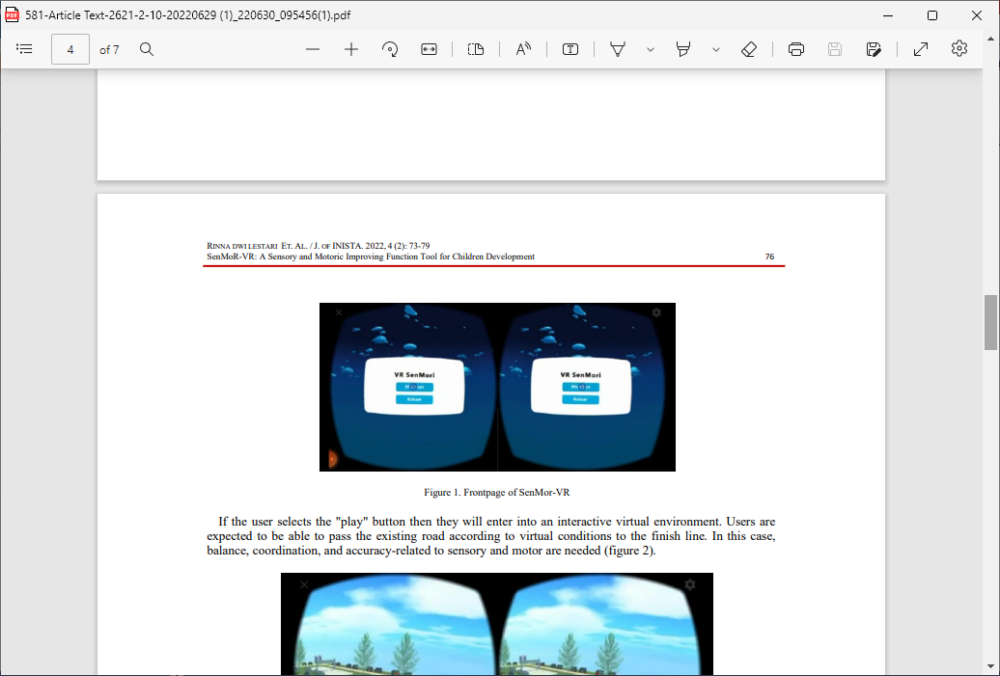 581-Article Text-2621-2-10-20220629 (1)_220630_095456(1).pdf
4 of 7
RINNA DWI LESTARI ET. AL. / J. OF INISTA. 2022, 4 (2): 73-79
SenMoR-VR: A Sensory and Motoric Improving Function Tool for Children Development 76
VR SenMori VR SenMori
Keluar Keluar
Figure 1. Frontpage of SenMor-VR
If the user selects the "play" button then they will enter into an interactive virtual environment. Users are
expected to be able to pass the existing road according to virtual conditions to the finish line. In this case,
balance, coordination, and accuracy-related to sensory and motor are needed (figure 2).